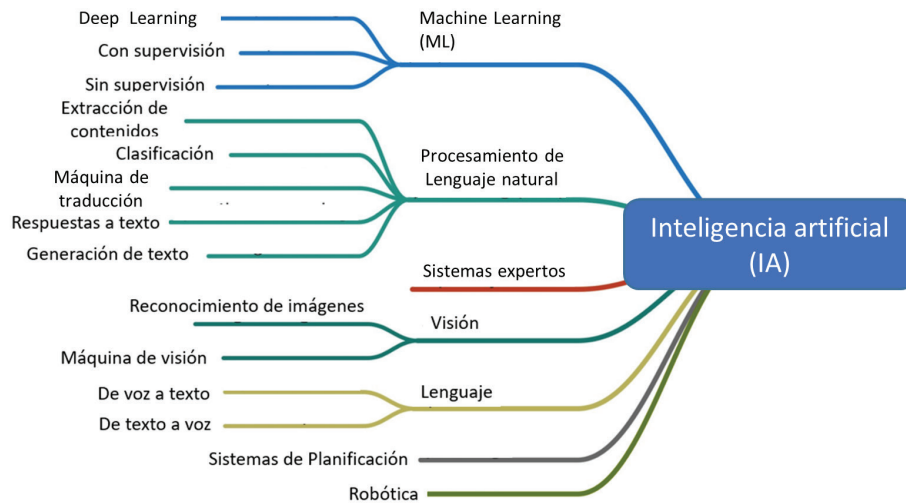 Deep Learning
Con supervisión
Sin supervisión
Machine Learning
(ML)
Extracción de
contenidos
Clasificación
Máquina de
traducción
Respuestas a texto
Generación de texto
Procesamiento de
Lenguaje natural
Inteligencia artificial
(IA)
Sistemas expertos
Reconocimiento de imágenes
Máquina de visión
Visión
De voz a texto
De texto a voz
Lenguaje
Sistemas de Planificación
Robótica